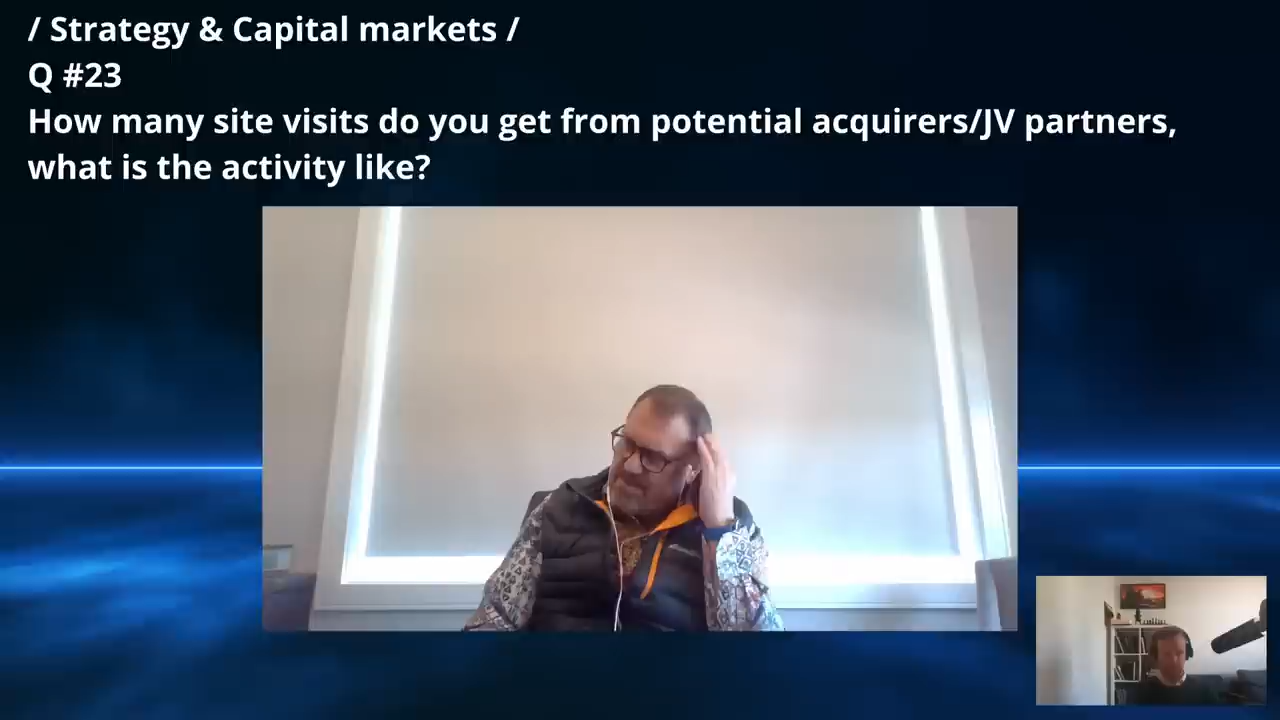 / Strategy & Capital markets /
Q #23
How many site visits do you get from potential acquirers/JV partners,
what is the activity like?